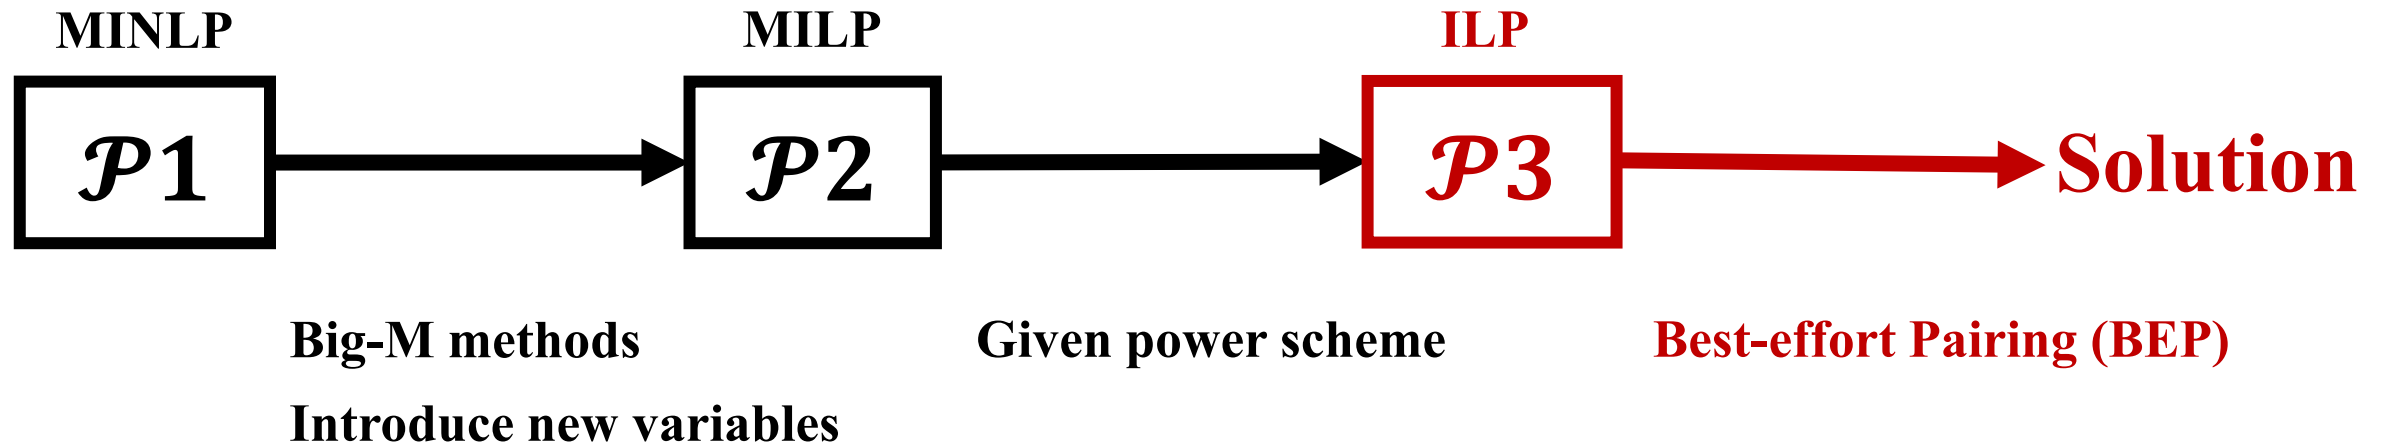 MINLP MILP ILP
𝒫1 𝒫2 𝒫3 Solution
Big-M methods Given power scheme Best-effort Pairing (BEP)
Introduce new variables